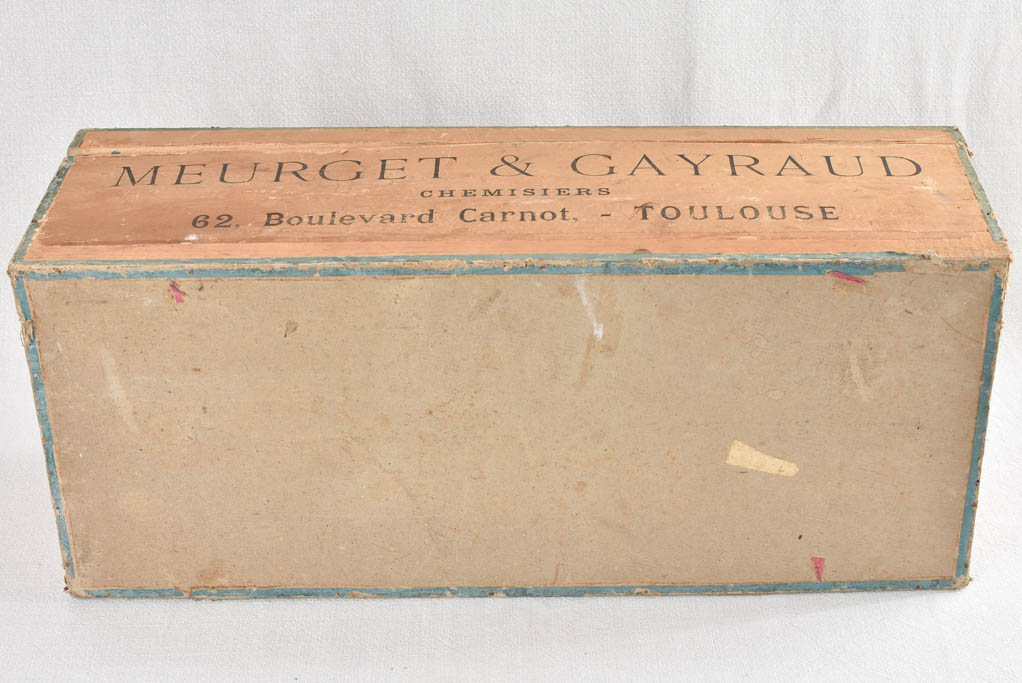 MEURGET & GAYRAUD
CHEMISIERS
62, Boulevard Carnot, - TOULOUSE